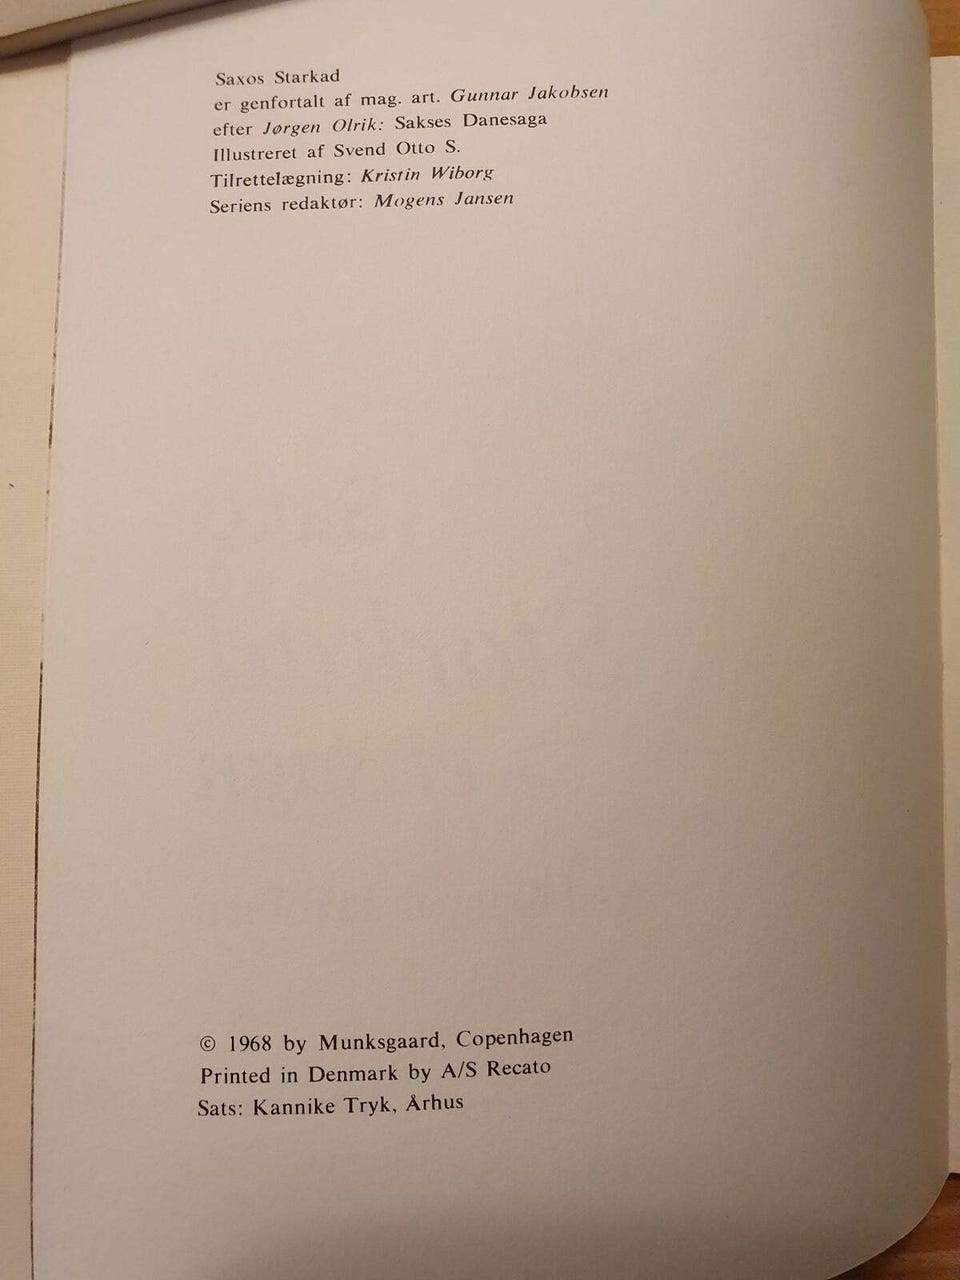 Saxos Starkad
er genfortalt af mag. art. Gunnar Jakobsen
efter Jørgen Olrik: Sakses Danesaga
Illustreret af Svend Otto S.
Tilrettelægning: Kristin Wiborg
Seriens redaktør: Mogens Jansen
© 1968 by Munksgaard, Copenhagen
Printed in Denmark by A/S Recato
Sats: Kannike Tryk, Århus